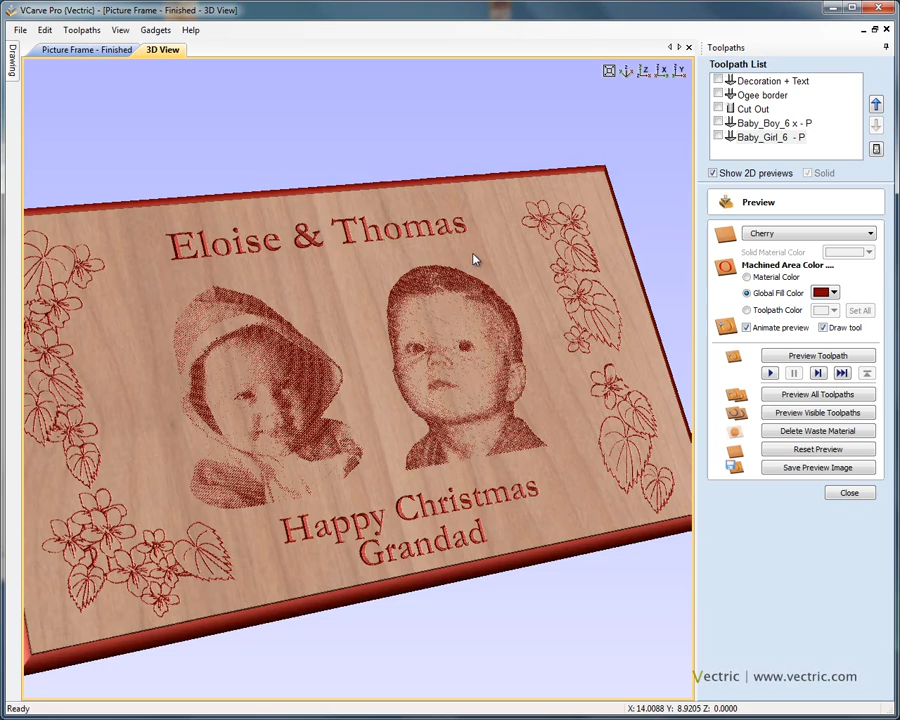 VCarve Pro (Vectric) - [Picture Frame - Finished - 3D View]
File Edit Toolpaths View Gadgets Help
Drawing
Picture Frame - Finished
3D View
Z X Y
Eloise & Thomas
Happy Christmas
Grandad
Toolpaths
Toolpath List
Decoration + Text
Ogee border
Cut Out
Baby_Boy_6 x - P
Baby_Girl_6 - P
Show 2D previews Solid
Preview
Cherry
Solid Material Color
Machined Area Color ....
Material Color
Global Fill Color
Toolpath Color Set All
Animate preview Draw tool
Preview Toolpath
Preview All Toolpaths
Preview Visible Toolpaths
Delete Waste Material
Reset Preview
Save Preview Image
Close
Vectric | www.vectric.com
Ready
X: 14.0088 Y: 8.9205 Z: 0.0000